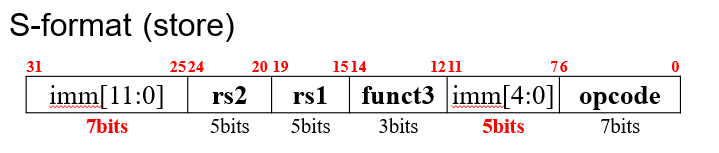 S-format (store)
31 25 24 20 19 15 14 12 11 7 6 0
imm[11:0] rs2 rs1 funct3 imm[4:0] opcode
7bits 5bits 5bits 3bits 5bits 7bits